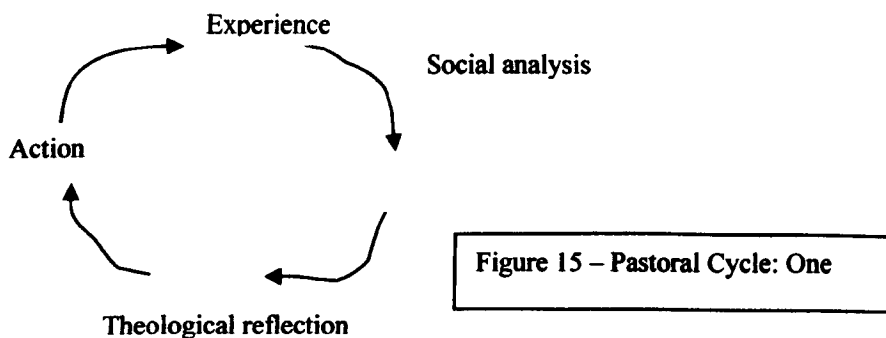 Experience
Social analysis
Action
Figure 15 – Pastoral Cycle: One
Theological reflection